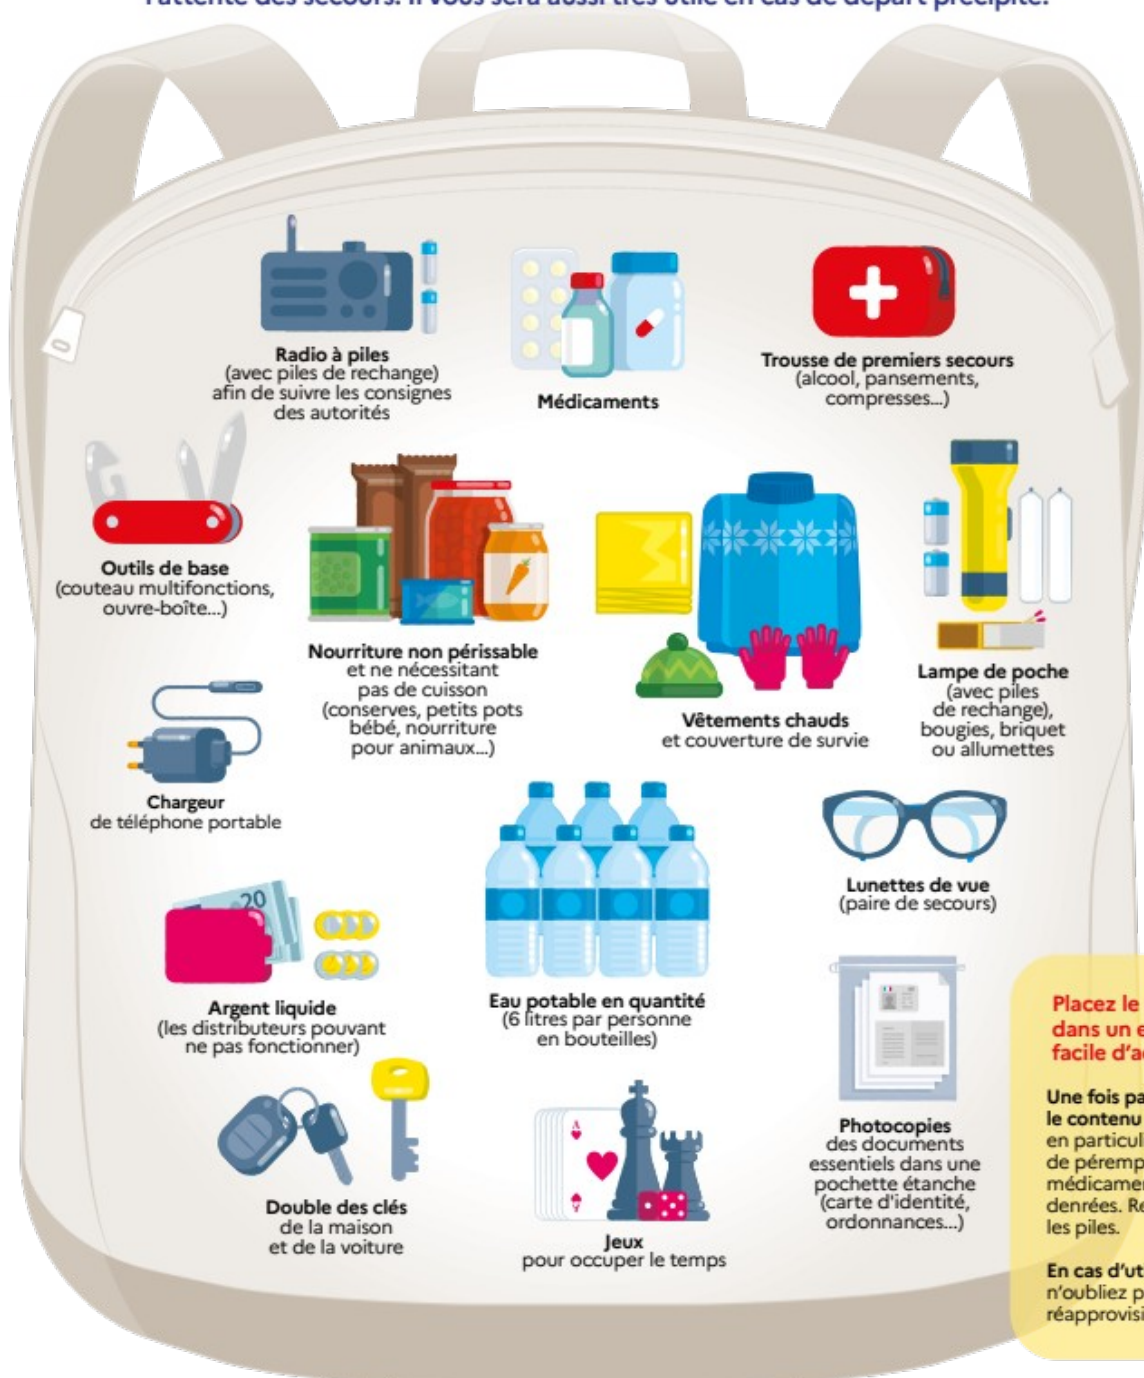 l'attente des secours. Il vous sera aussi très utile en cas de départ précipité.
Radio à piles
(avec piles de rechange)
afin de suivre les consignes
des autorités
Médicaments
Trousse de premiers secours
(alcool, pansements,
compresses...)
Outils de base
(couteau multifonctions,
ouvre-boîte...)
Nourriture non périssable
et ne nécessitant
pas de cuisson
(conserves, petits pots
bébé, nourriture
pour animaux...)
Vêtements chauds
et couverture de survie
Lampe de poche
(avec piles
de rechange),
bougies, briquet
ou allumettes
Chargeur
de téléphone portable
Lunettes de vue
(paire de secours)
20
Argent liquide
(les distributeurs pouvant
ne pas fonctionner)
Eau potable en quantité
(6 litres par personne
en bouteilles)
Photocopies
des documents
essentiels dans une
pochette étanche
(carte d'identité,
ordonnances...)
Double des clés
de la maison
et de la voiture
A
A
Jeux
pour occuper le temps
Placez le
dans un e
facile d'a
Une fois pa
le contenu
en particuli
de péremp
médicamen
denrées. Re
les piles.
En cas d'ut
n'oubliez p
réapprovisi